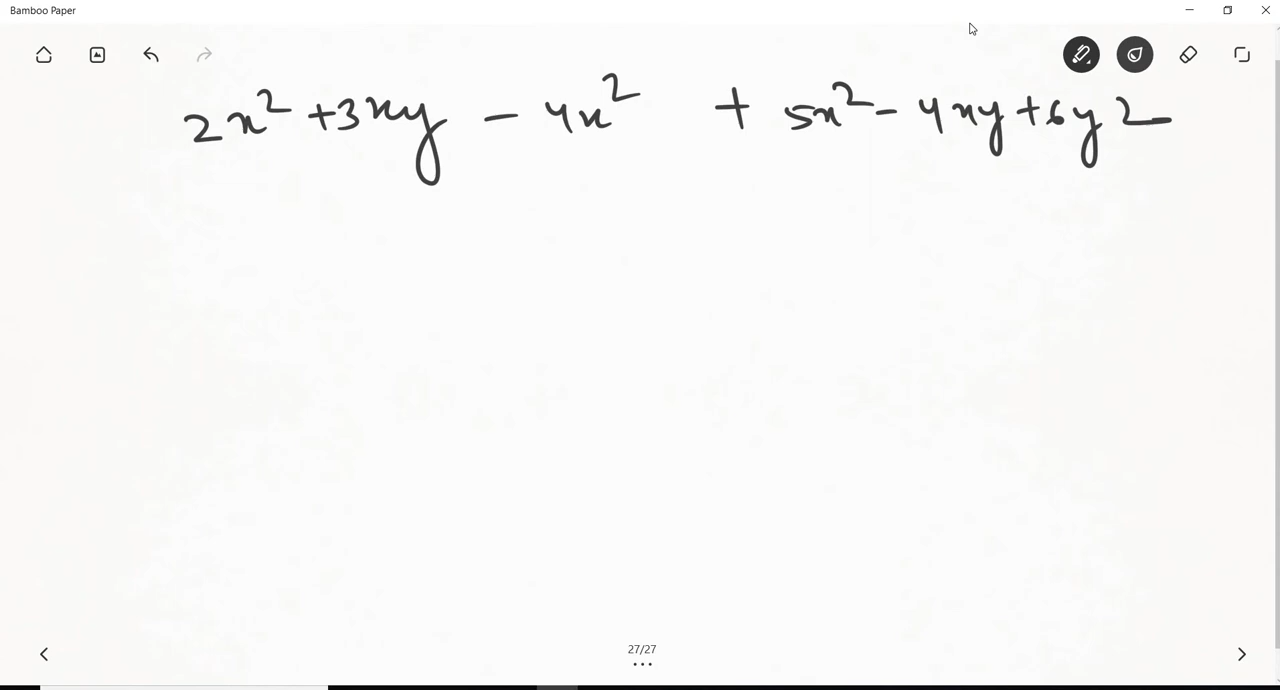 Bamboo Paper
2x² + 3xy - 4x² + 5x² - 4xy + 6y2
27/27